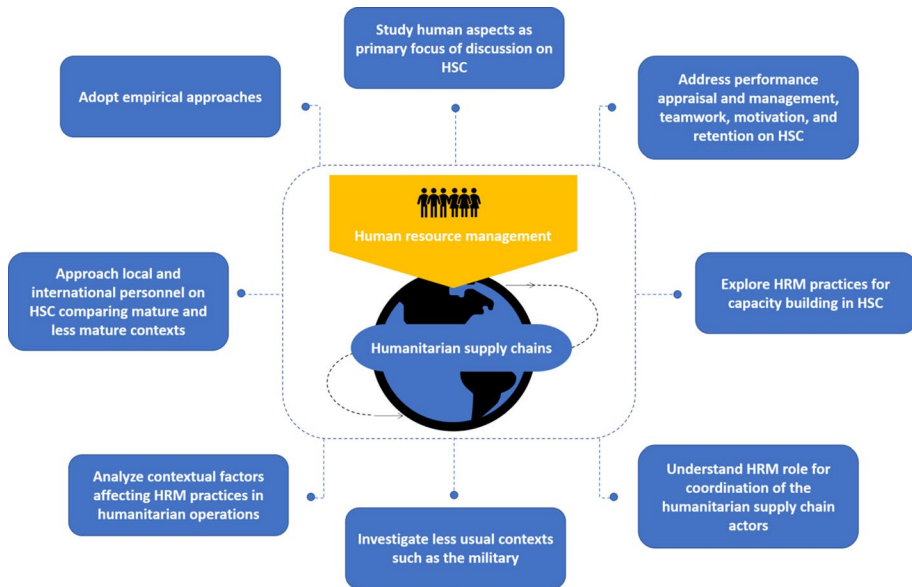 Study human aspects as
primary focus of discussion on
HSC
Adopt empirical approaches
Address performance
appraisal and management,
teamwork, motivation, and
retention on HSC
Human resource management
Approach local and
international personnel on
HSC comparing mature and
less mature contexts
Explore HRM practices for
capacity building in HSC
Humanitarian supply chains
Analyze contextual factors
affecting HRM practices in
humanitarian operations
Understand HRM role for
coordination of the
humanitarian supply chain
actors
Investigate less usual contexts
such as the military